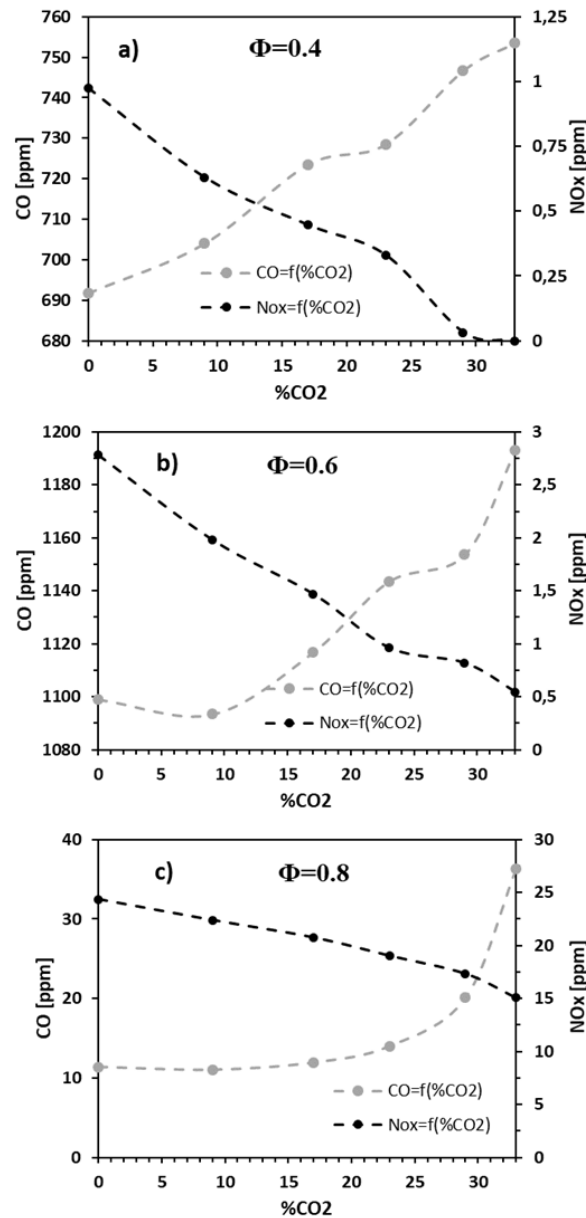 a) Φ=0.4
CO [ppm]
760
750
740
730
720
710
700
690
680
NOx [ppm]
1,25
1
0,75
0,5
0,25
0
CO=f(%CO2)
Nox=f(%CO2)
0 5 10 15 20 25 30
%CO2
b) Φ=0.6
CO [ppm]
1200
1180
1160
1140
1120
1100
1080
NOx [ppm]
3
2,5
2
1,5
1
0,5
0
CO=f(%CO2)
Nox=f(%CO2)
0 5 10 15 20 25 30
%CO2
c) Φ=0.8
CO [ppm]
40
30
20
10
0
NOx [ppm]
30
25
20
15
10
5
0
CO=f(%CO2)
Nox=f(%CO2)
0 5 10 15 20 25 30
%CO2